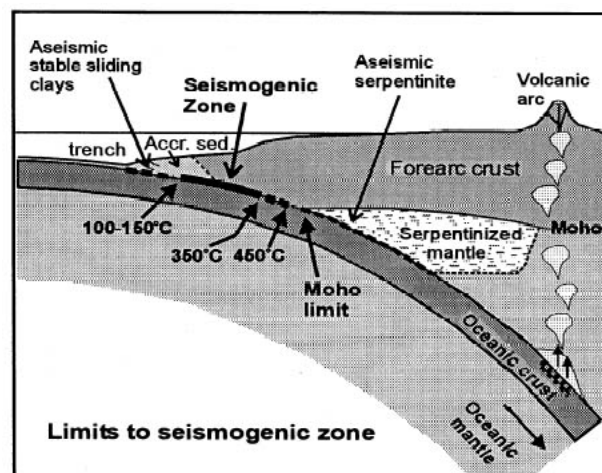 Aseismic
stable sliding
clays
Seismogenic
Zone
Aseismic
serpentinite
Volcanic
arc
trench
Accr. sed.
Forearc crust
100-150°C
350°C
450°C
Moho
limit
Serpentinized
mantle
Moho
Oceanic crust
Oceanic
mantle
Limits to seismogenic zone